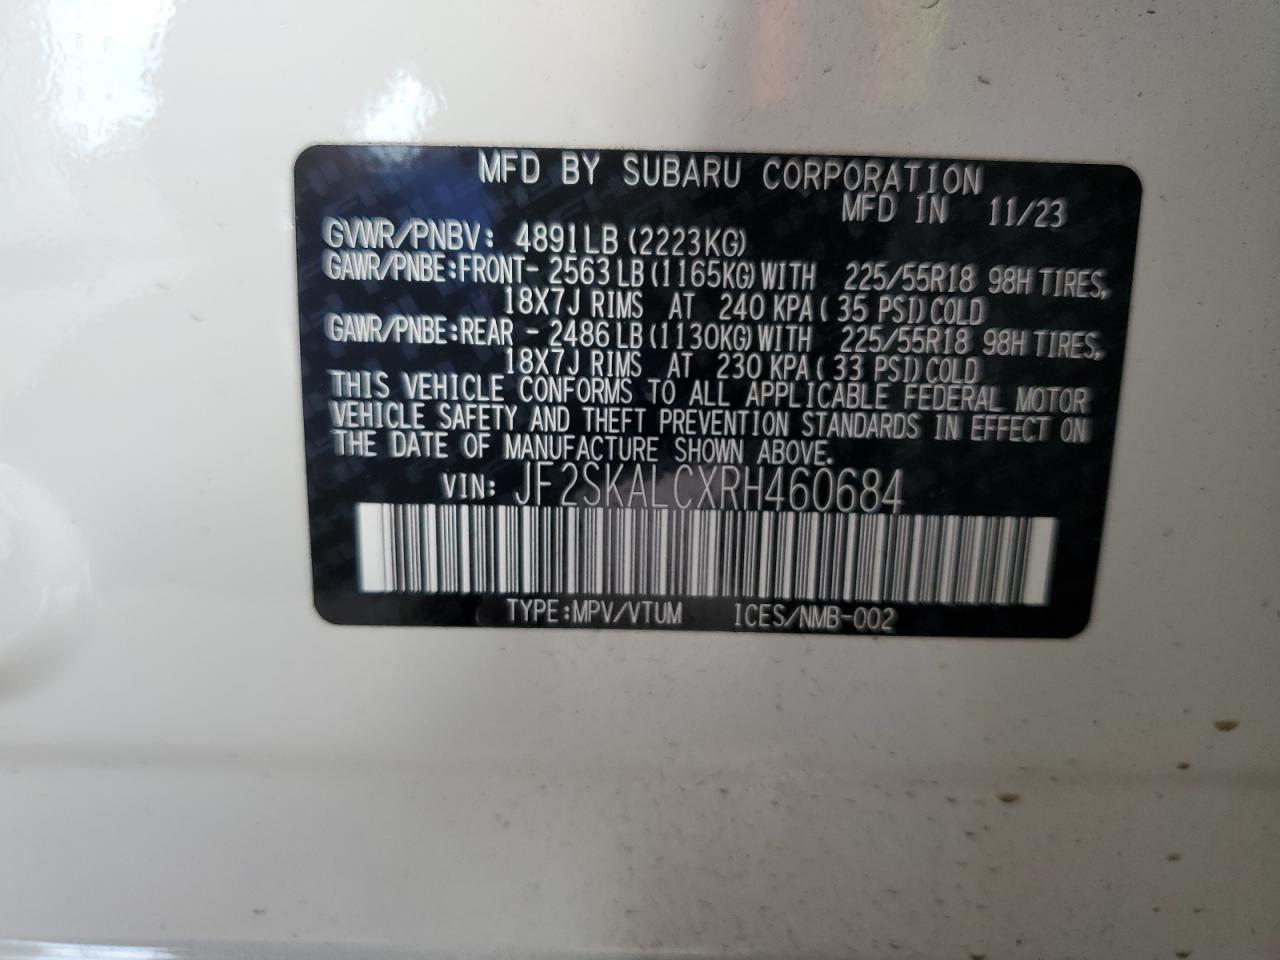 MFD BY SUBARU CORPORATION
MFD IN 11/23
GVWR/PNBV: 4891LB(2223KG)
GAWR/PNBE:FRONT- 2563LB(1165KG)WITH 225/55R18 98H TIRES,
18X7J RIMS AT 240 KPA(35 PSI)COLD
GAWR/PNBE:REAR - 2486LB(1130KG)WITH 225/55R18 98H TIRES,
18X7J RIMS AT 230 KPA(33 PSI)COLD
THIS VEHICLE CONFORMS TO ALL APPLICABLE FEDERAL MOTOR
VEHICLE SAFETY AND THEFT PREVENTION STANDARDS IN EFFECT ON
THE DATE OF MANUFACTURE SHOWN ABOVE.
VIN: JF2SKALCXRH460684
TYPE:MPV/VTUM ICES/NMB-002